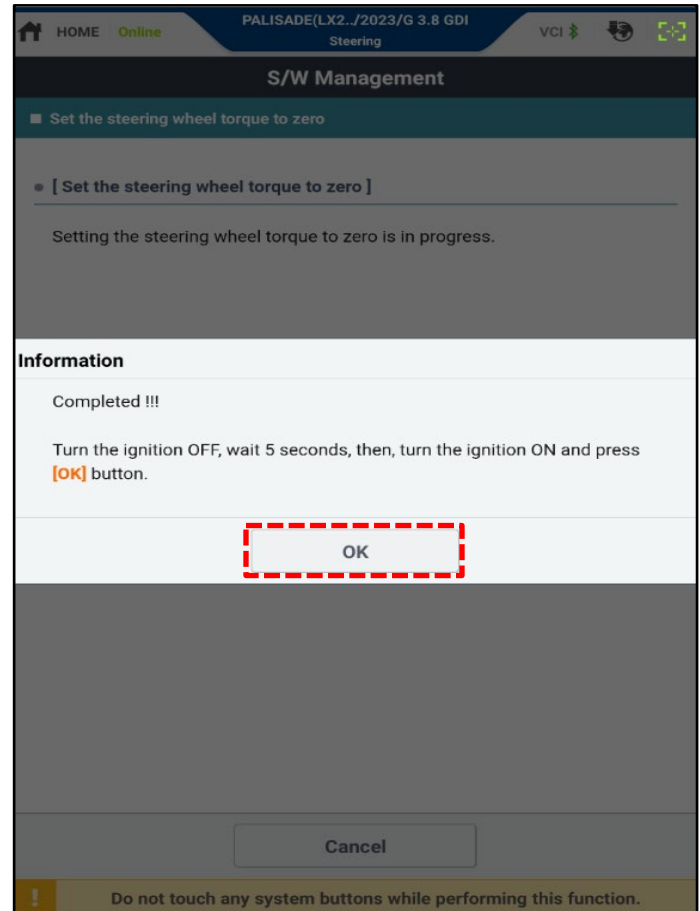 HOME Online PALISADE(LX2../2023/G 3.8 GDI VCI
Steering
S/W Management
Set the steering wheel torque to zero
[ Set the steering wheel torque to zero ]
Setting the steering wheel torque to zero is in progress.
Information
Completed !!!
Turn the ignition OFF, wait 5 seconds, then, turn the ignition ON and press
[OK] button.
OK
Cancel
! Do not touch any system buttons while performing this function.